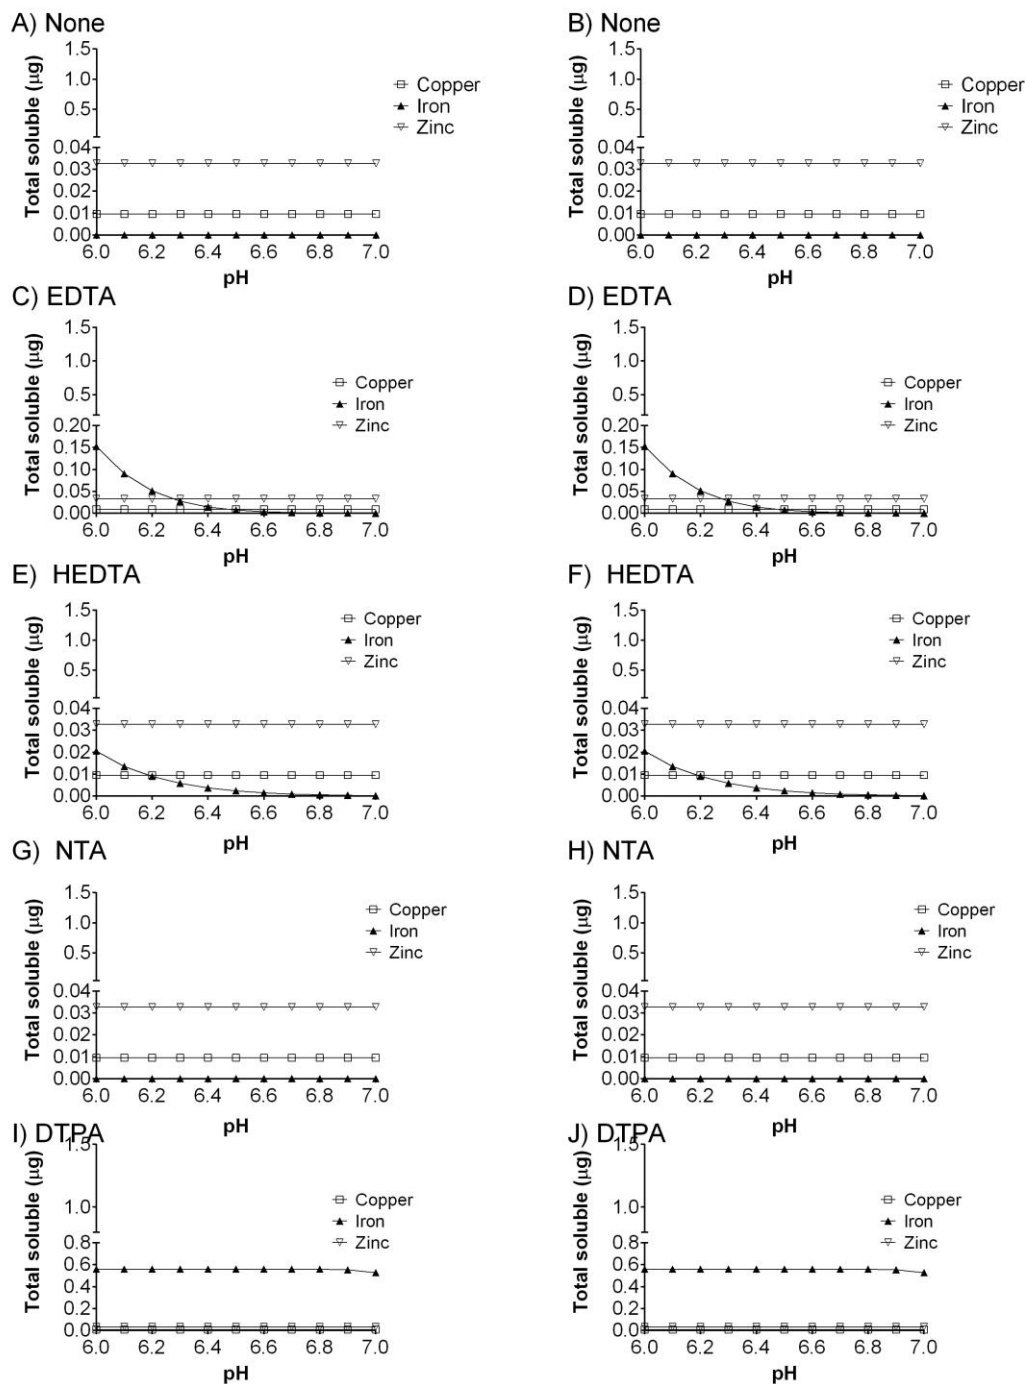 A) None
Total soluble (µg)
1.5
1.0
0.5
0.04
0.03
0.02
0.01
0.00
6.0 6.2 6.4 6.6 6.8 7.0
pH
Copper
Iron
Zinc
B) None
Total soluble (µg)
1.5
1.0
0.5
0.04
0.03
0.02
0.01
0.00
6.0 6.2 6.4 6.6 6.8 7.0
pH
Copper
Iron
Zinc
C) EDTA
Total soluble (µg)
1.5
1.0
0.5
0.20
0.15
0.10
0.05
0.00
6.0 6.2 6.4 6.6 6.8 7.0
pH
Copper
Iron
Zinc
D) EDTA
Total soluble (µg)
1.5
1.0
0.5
0.20
0.15
0.10
0.05
0.00
6.0 6.2 6.4 6.6 6.8 7.0
pH
Copper
Iron
Zinc
E) HEDTA
Total soluble (µg)
1.5
1.0
0.5
0.04
0.03
0.02
0.01
0.00
6.0 6.2 6.4 6.6 6.8 7.0
pH
Copper
Iron
Zinc
F) HEDTA
Total soluble (µg)
1.5
1.0
0.5
0.04
0.03
0.02
0.01
0.00
6.0 6.2 6.4 6.6 6.8 7.0
pH
Copper
Iron
Zinc
G) NTA
Total soluble (µg)
1.5
1.0
0.5
0.04
0.03
0.02
0.01
0.00
6.0 6.2 6.4 6.6 6.8 7.0
pH
Copper
Iron
Zinc
H) NTA
Total soluble (µg)
1.5
1.0
0.5
0.04
0.03
0.02
0.01
0.00
6.0 6.2 6.4 6.6 6.8 7.0
pH
Copper
Iron
Zinc
I) DTPA
Total soluble (µg)
1.5
1.0
0.8
0.6
0.4
0.2
0.0
6.0 6.2 6.4 6.6 6.8 7.0
pH
Copper
Iron
Zinc
J) DTPA
Total soluble (µg)
1.5
1.0
0.8
0.6
0.4
0.2
0.0
6.0 6.2 6.4 6.6 6.8 7.0
pH
Copper
Iron
Zinc